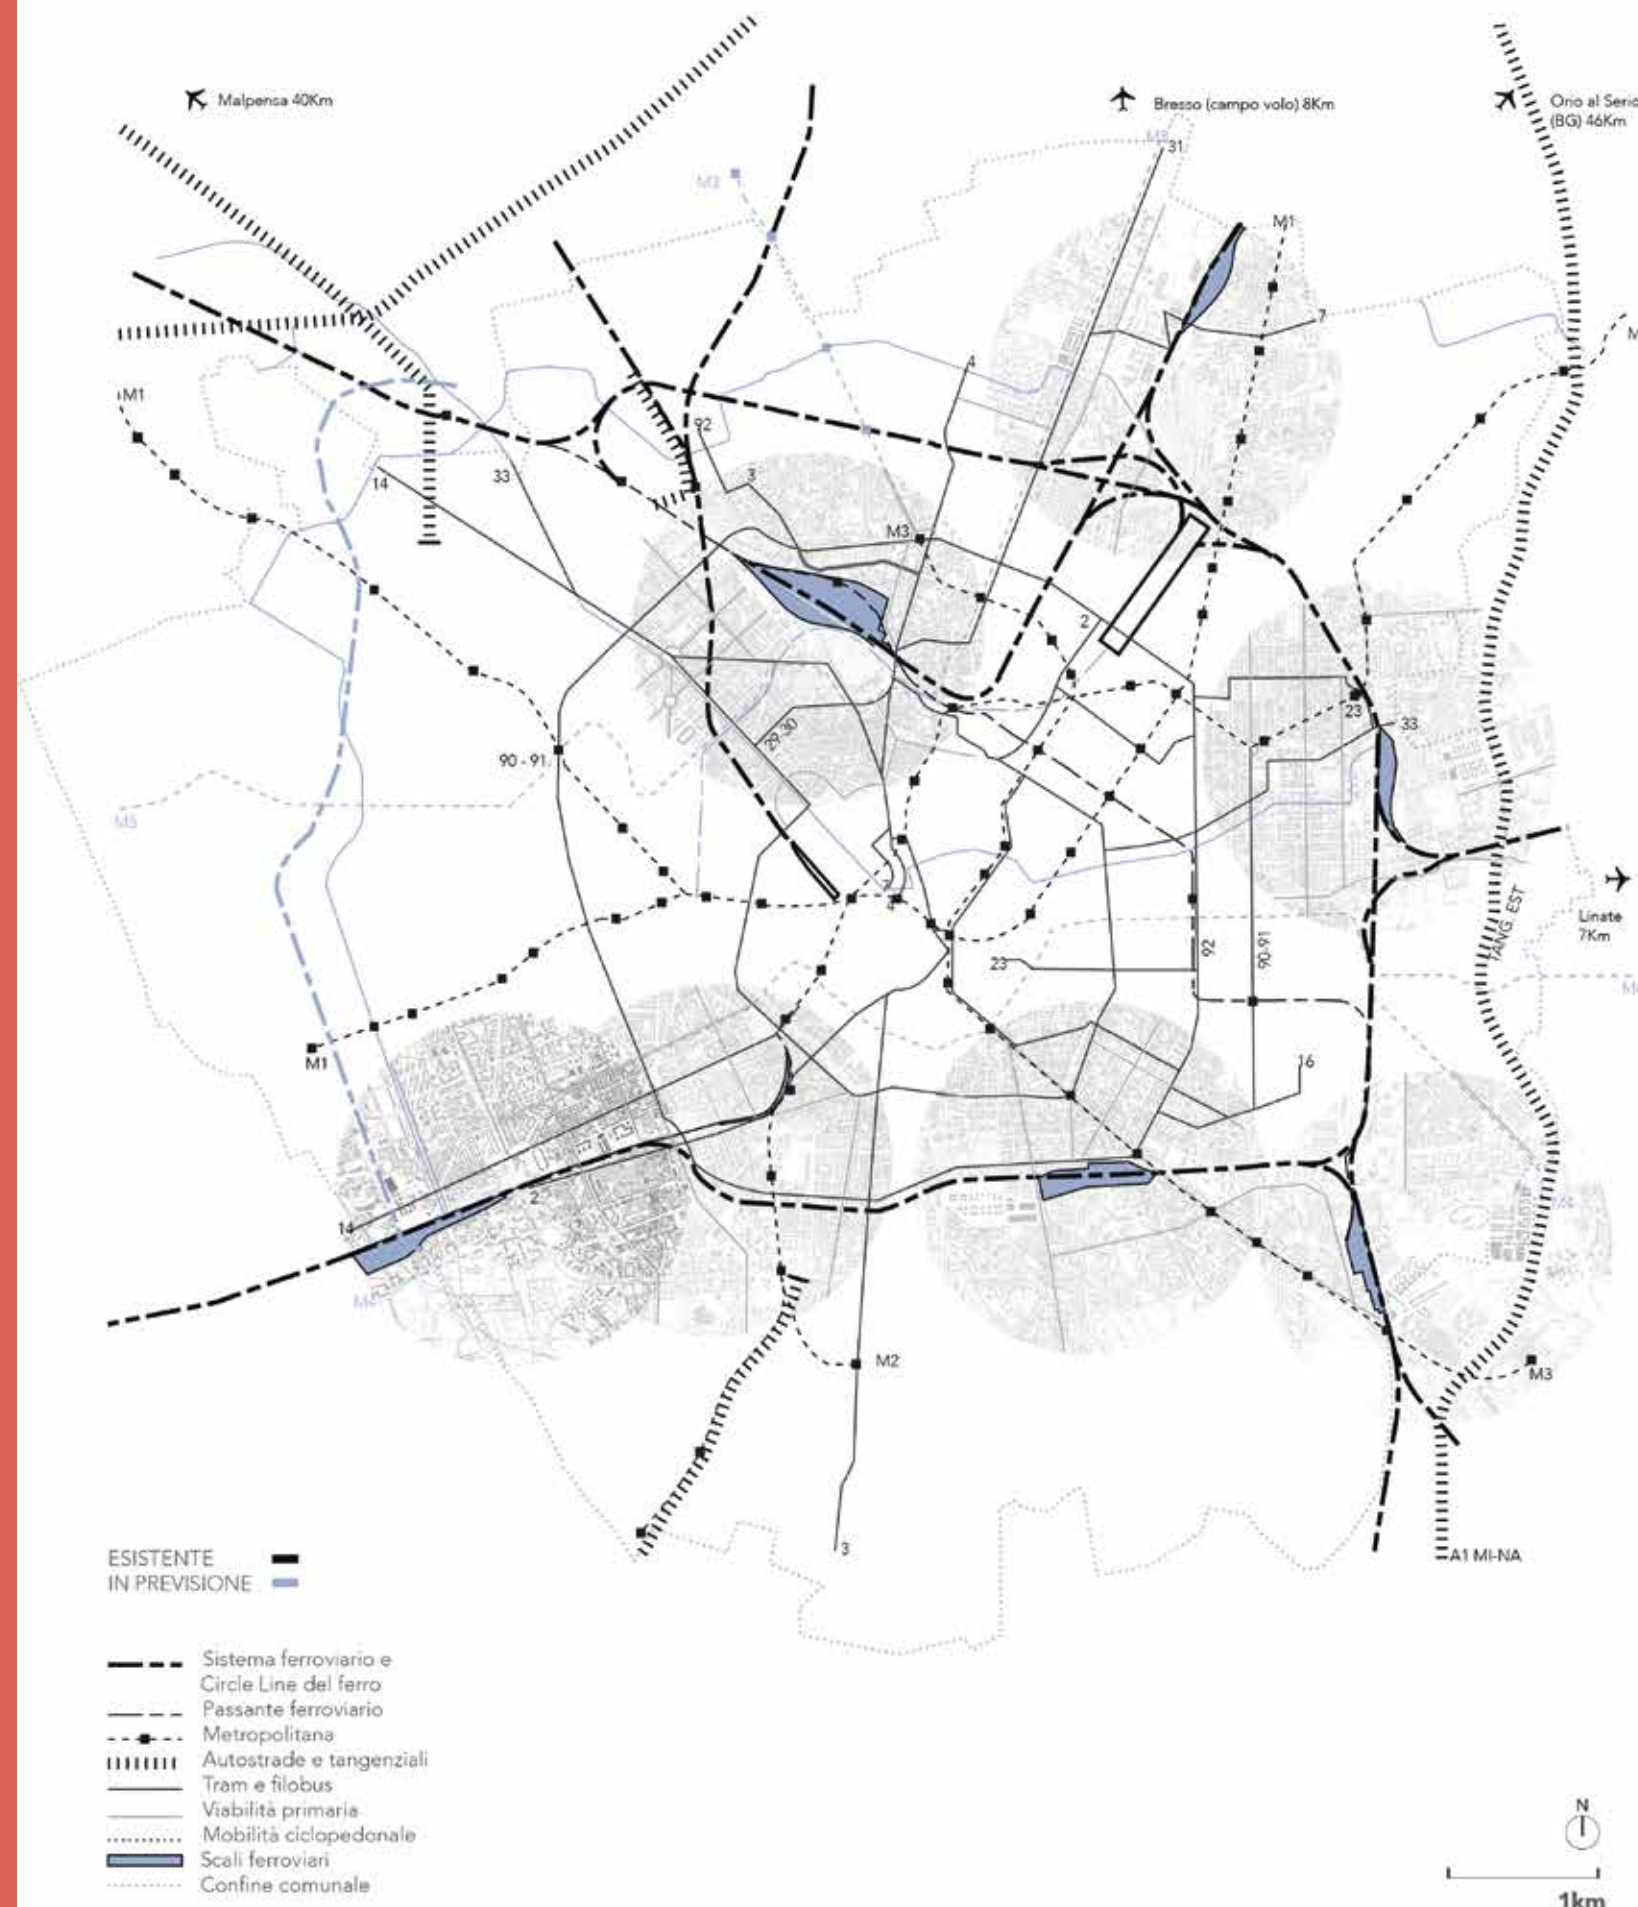 Malpensa 40Km
Bresso (campo volo) 8Km
Orio al Serio
(BG) 46Km
M3
31
M1
7
4
M1
92
3
14
33
M3
2
23
33
29-30
90 - 91
M5
7
4
TANG. EST
Linate
7Km
92
90-91
23
16
M1
2
14
M4
M2
M3
3
A1 MI-NA
ESISTENTE
IN PREVISIONE
Sistema ferroviario e
Circle Line del ferro
Passante ferroviario
Metropolitana
Autostrade e tangenziali
Tram e filobus
Viabilità primaria
Mobilità ciclopedonale
Scali ferroviari
Confine comunale
N
1km